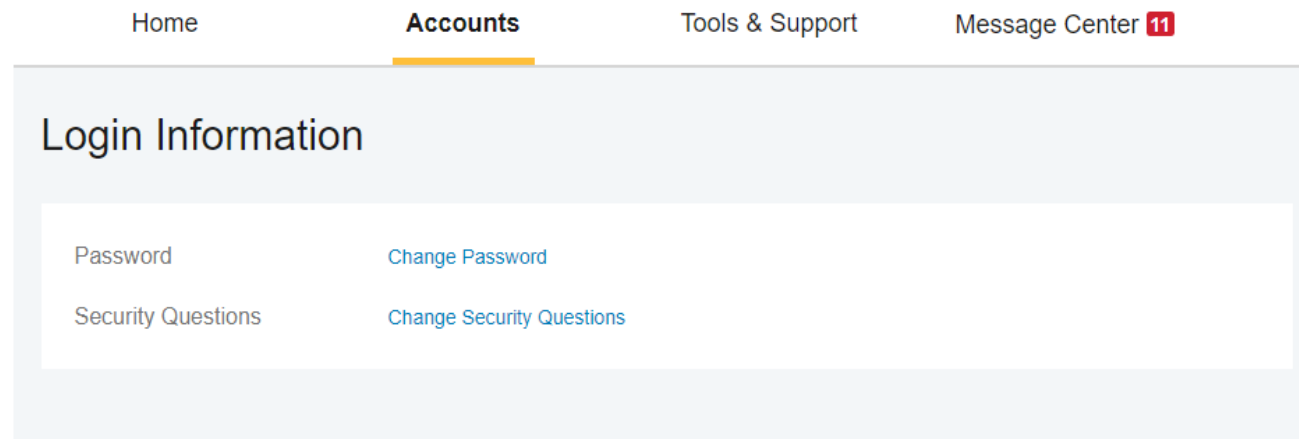 Home Accounts Tools & Support Message Center 11
Login Information
Password Change Password
Security Questions Change Security Questions